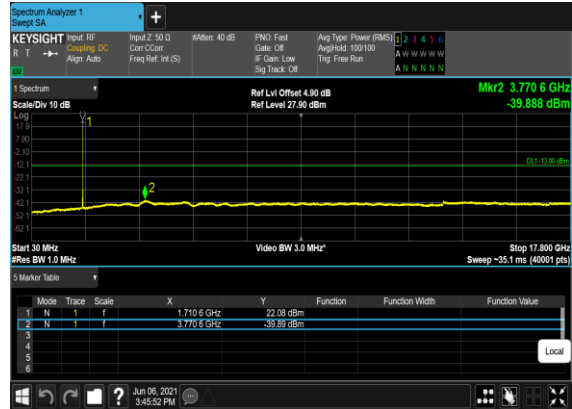 Spectrum Analyzer 1
Swept SA
+
KEYSIGHT Input: RF Input Z: 50 Ω #Atten: 40 dB PNO: Fast Avg Type: Power (RMS) 1 2 3 4 5 6
R T Coupling: DC Corr CCorr Gate: Off Avg|Hold: 100/100 A W W W W W
Align: Auto Freq Ref: Int (S) IF Gain: Low Trig: Free Run
Sig Track: Off A N N N N N
1 Spectrum Ref Lvl Offset 4.90 dB Mkr2 3.770 6 GHz
Scale/Div 10 dB Ref Level 27.90 dBm -39.888 dBm
Log
17.9
7.90
-2.10
-12.1
-22.1
-32.1
-42.1
-52.1
-62.1
1
DL1 -13.00 dBm
2
Start 30 MHz Video BW 3.0 MHz* Stop 17.800 GHz
#Res BW 1.0 MHz Sweep ~35.1 ms (40001 pts)
5 Marker Table
Mode Trace Scale X Y Function Function Width Function Value
1 N 1 f 1.710 6 GHz 22.08 dBm
2 N 1 f 3.770 6 GHz -39.89 dBm
3
4
5
6
Local
?
Jun 06, 2021
3:45:52 PM